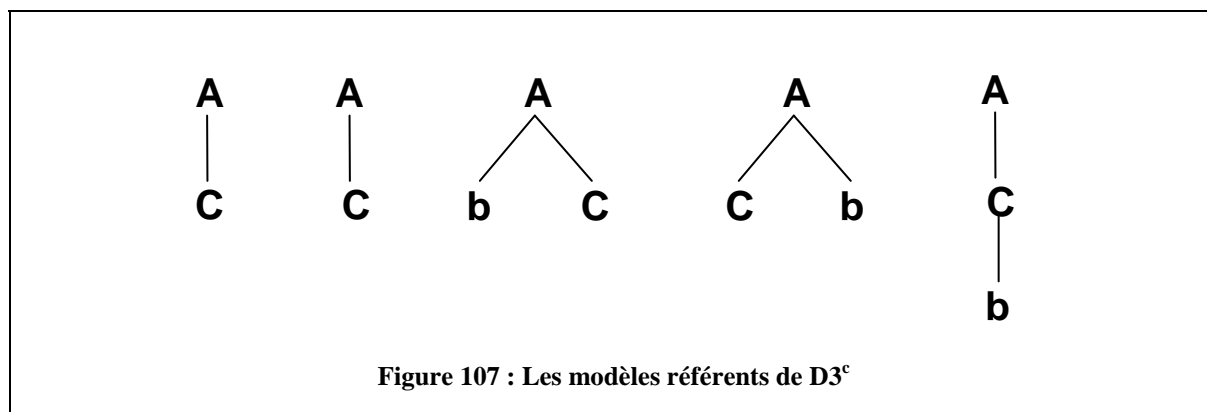 A A A A A
C C b C C b C
b
Figure 107 : Les modèles référents de D3ᶜ